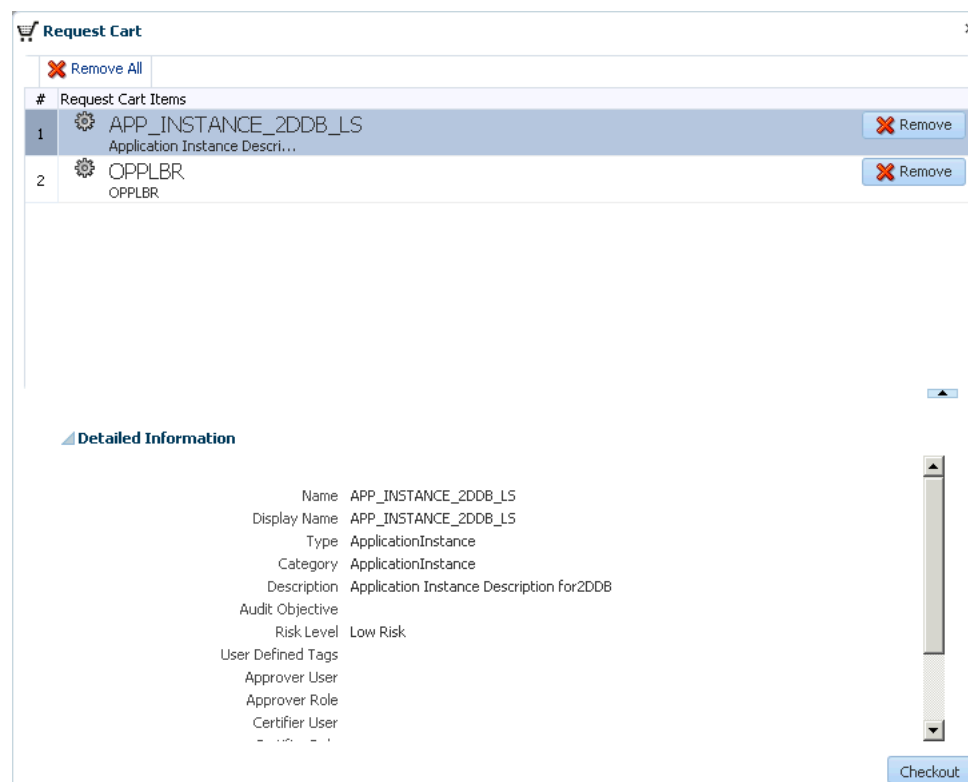 Request Cart
Remove All
# Request Cart Items
1 APP_INSTANCE_2DDB_LS Remove
Application Instance Descri...
2 OPPLBR Remove
OPPLBR
Detailed Information
Name APP_INSTANCE_2DDB_LS
Display Name APP_INSTANCE_2DDB_LS
Type ApplicationInstance
Category ApplicationInstance
Description Application Instance Description for2DDB
Audit Objective
Risk Level Low Risk
User Defined Tags
Approver User
Approver Role
Certifier User
Checkout